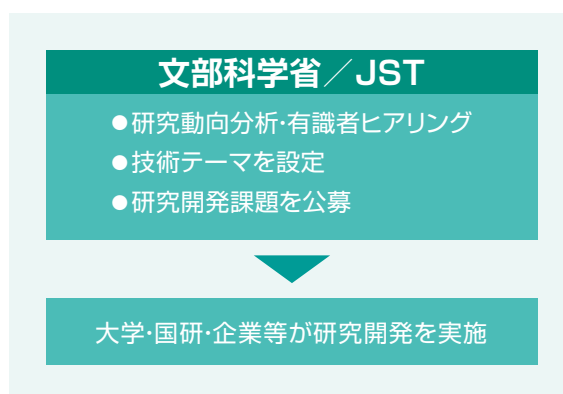 文部科学省／JST
●研究動向分析・有識者ヒアリング
●技術テーマを設定
●研究開発課題を公募
大学・国研・企業等が研究開発を実施